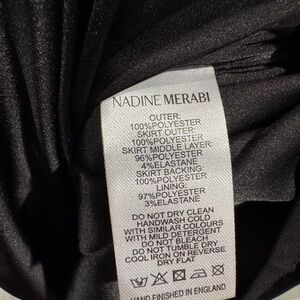 NADINE MERABI
OUTER:
100%POLYESTER
SKIRT OUTER:
100%POLYESTER
SKIRT MIDDLE LAYER:
96%POLYESTER
4%ELASTANE
SKIRT BACKING:
100%POLYESTER
LINING:
97%POLYESTER
3%ELASTANE
DO NOT DRY CLEAN
HANDWASH COLD
WITH SIMILAR COLOURS
WITH MILD DETERGENT
DO NOT BLEACH
DO NOT TUMBLE DRY
COOL IRON ON REVERSE
DRY FLAT
HAND FINISHED IN ENGLAND